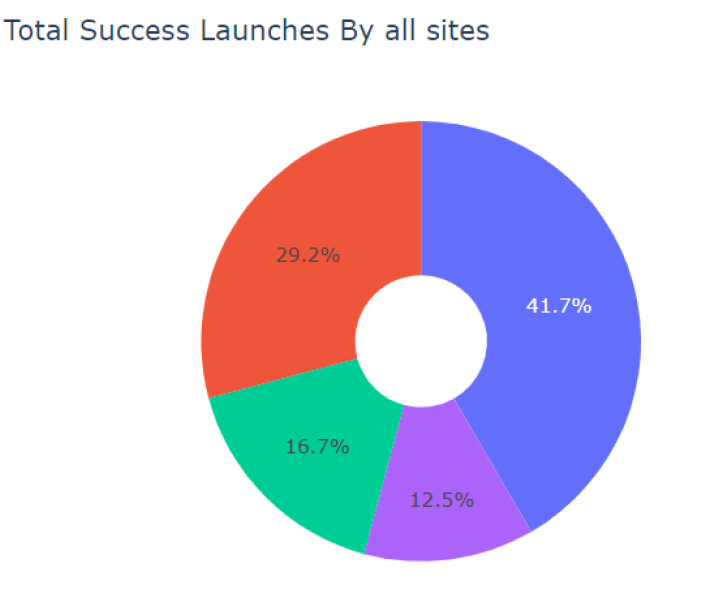 Total Success Launches By all sites
29.2%
41.7%
16.7%
12.5%